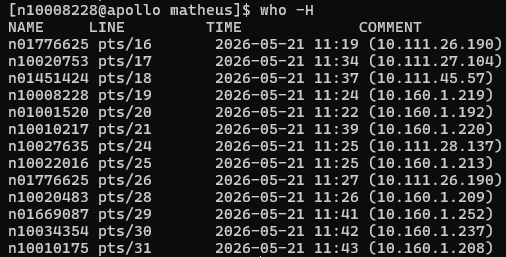 [n10008228@apollo matheus]$ who -H
NAME     LINE         TIME             COMMENT
n01776625 pts/16       2026-05-21 11:19 (10.111.26.190)
n10020753 pts/17       2026-05-21 11:34 (10.111.27.104)
n01451424 pts/18       2026-05-21 11:37 (10.111.45.57)
n10008228 pts/19       2026-05-21 11:24 (10.160.1.219)
n01001520 pts/20       2026-05-21 11:22 (10.160.1.192)
n10010217 pts/21       2026-05-21 11:39 (10.160.1.220)
n10027635 pts/24       2026-05-21 11:25 (10.111.28.137)
n10022016 pts/25       2026-05-21 11:25 (10.160.1.213)
n01776625 pts/26       2026-05-21 11:27 (10.111.26.190)
n10020483 pts/28       2026-05-21 11:26 (10.160.1.209)
n01669087 pts/29       2026-05-21 11:41 (10.160.1.252)
n10034354 pts/30       2026-05-21 11:42 (10.160.1.237)
n10010175 pts/31       2026-05-21 11:43 (10.160.1.208)